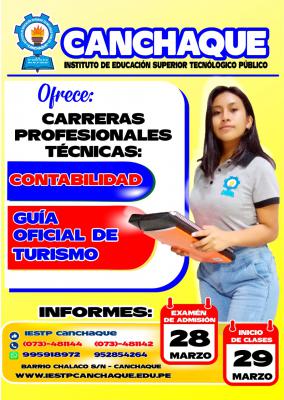 CANCHAQUE
INSTITUTO DE EDUCACIÓN SUPERIOR TECNÓLOGICO PÚBLICO
Ofrece:
CARRERAS
PROFESIONALES
TÉCNICAS:
CONTABILIDAD
GUÍA
OFICIAL DE
TURISMO
INFORMES:
IESTP CANCHAQUE
(073)-481144 (073)-481142
995918972 952854264
BARRIO CHALACO S/N - CANCHAQUE
WWW.IESTPCANCHAQUE.EDU.PE
EXAMÉN
DE ADMISIÓN
28
MARZO
INICIO
DE CLASES
29
MARZO